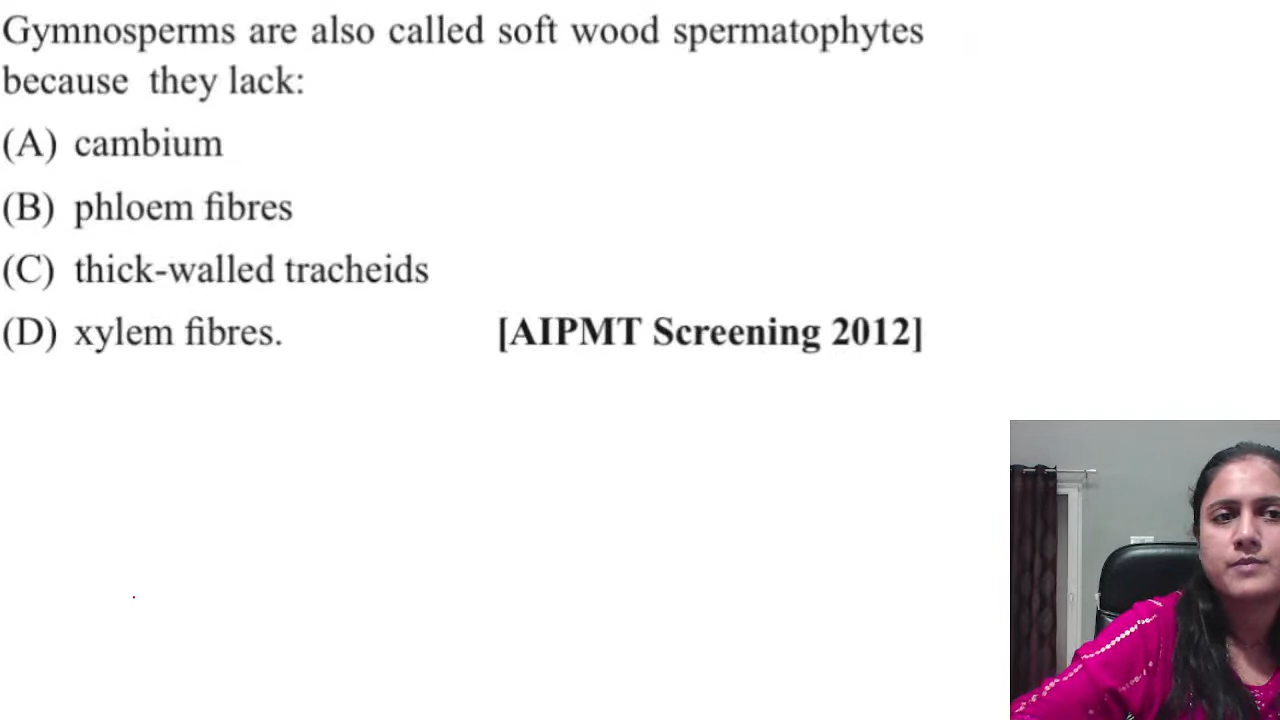 Gymnosperms are also called soft wood spermatophytes
because they lack:
(A) cambium
(B) phloem fibres
(C) thick-walled tracheids
(D) xylem fibres. [AIPMT Screening 2012]